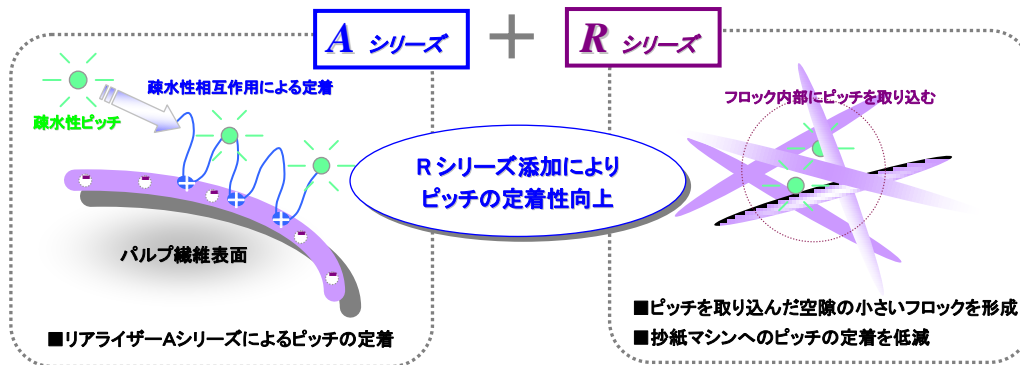 A シリーズ
+
R シリーズ
疎水性相互作用による定着
疎水性ピッチ
パルプ繊維表面
■リアライザーAシリーズによるピッチの定着
Rシリーズ添加により
ピッチの定着性向上
フロック内部にピッチを取り込む
■ピッチを取り込んだ空隙の小さいフロックを形成
■抄紙マシンへのピッチの定着を低減